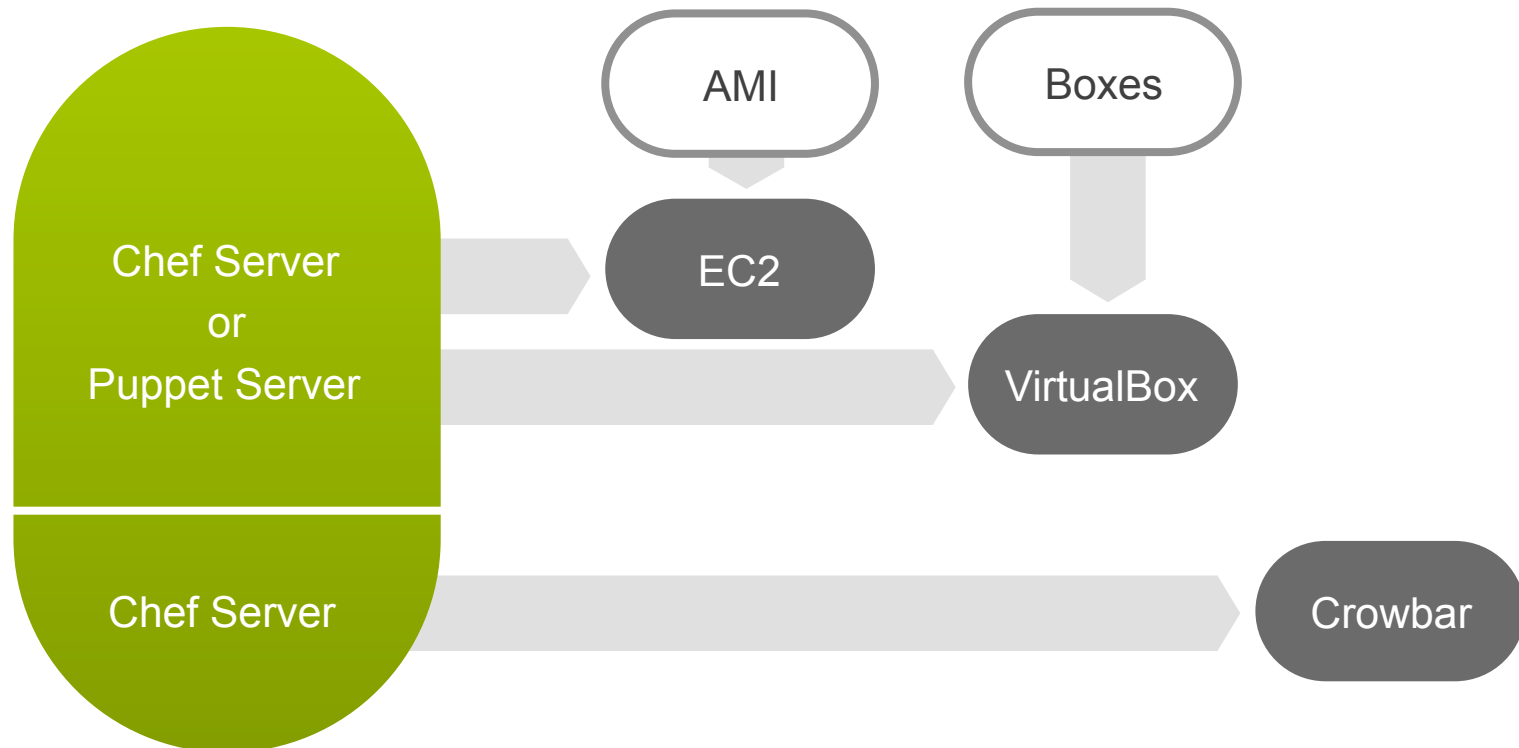 AMI
Boxes
Chef Server
or
Puppet Server
EC2
VirtualBox
Chef Server
Crowbar